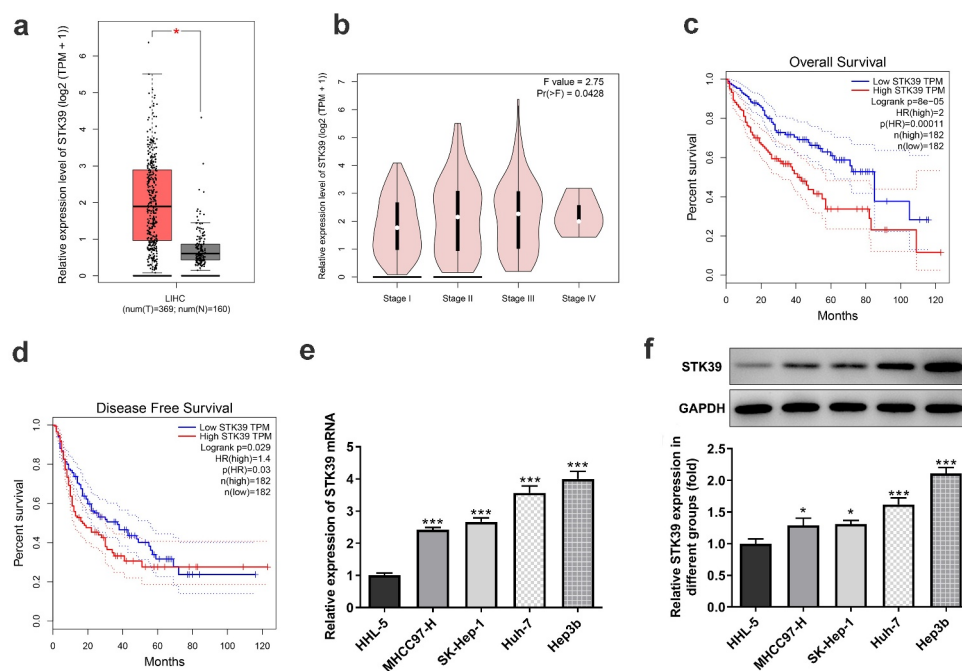 a
Relative expression level of STK39 (log2 (TPM + 1))
6
5
4
3
2
1
0
*
LIHC
(num(T)=369; num(N)=160)
b
Relative expression level of STK39 (log2 (TPM + 1))
7
6
5
4
3
2
1
0
F value = 2.75
Pr(>F) = 0.0428
Stage I
Stage II
Stage III
Stage IV
c
Overall Survival
Low STK39 TPM
High STK39 TPM
Logrank p=8e−05
HR(high)=2
p(HR)=0.00011
n(high)=182
n(low)=182
Percent survival
1.0
0.8
0.6
0.4
0.2
0.0
0 20 40 60 80 100 120
Months
d
Disease Free Survival
Low STK39 TPM
High STK39 TPM
Logrank p=0.029
HR(high)=1.4
p(HR)=0.03
n(high)=182
n(low)=182
Percent survival
1.0
0.8
0.6
0.4
0.2
0.0
0 20 40 60 80 100 120
Months
e
Relative expression of STK39 mRNA
5
4
3
2
1
0
***
***
***
***
HHL-5
MHCC97-H
SK-Hep-1
Huh-7
Hep3b
f
STK39
GAPDH
Relative STK39 expression in
different groups (fold)
2.5
2.0
1.5
1.0
0.5
0.0
*
*
***
***
HHL-5
MHCC97-H
SK-Hep-1
Huh-7
Hep3b